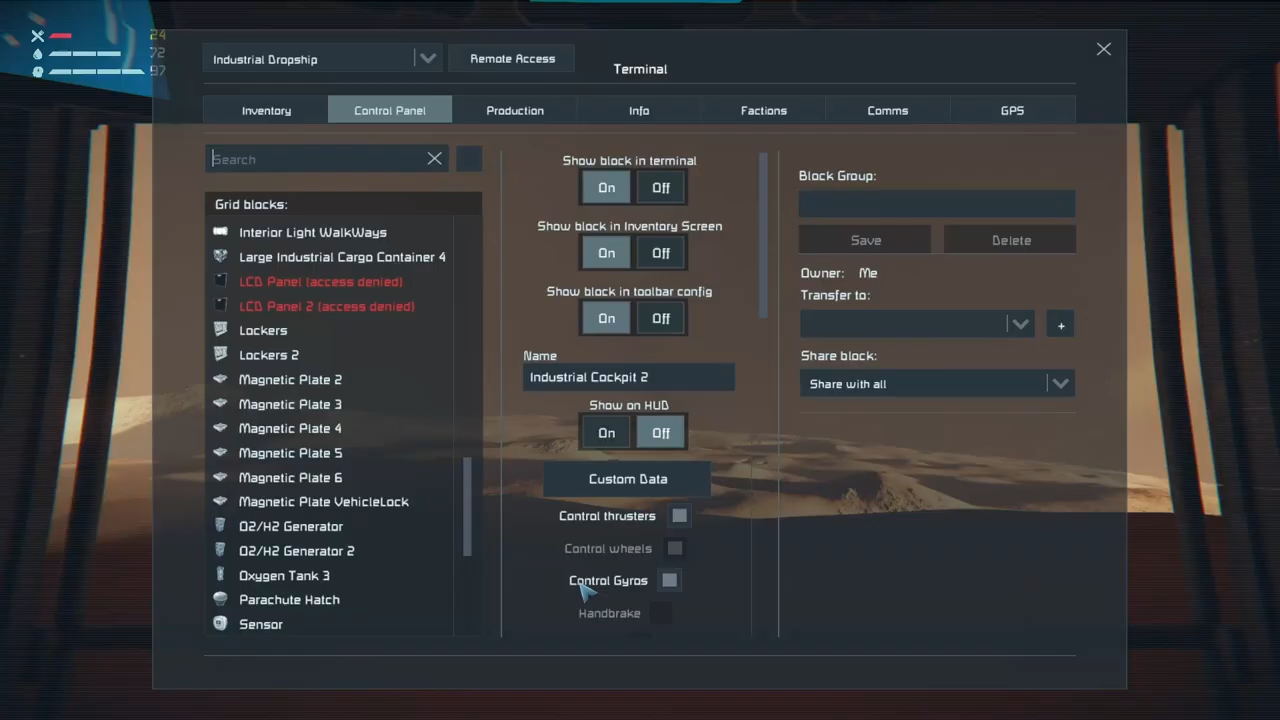 24
72
97
Industrial Dropship
Remote Access
Terminal
Inventory
Control Panel
Production
Info
Factions
Comms
GPS
Search
Grid blocks:
Interior Light WalkWays
Large Industrial Cargo Container 4
LCD Panel (access denied)
LCD Panel 2 (access denied)
Lockers
Lockers 2
Magnetic Plate 2
Magnetic Plate 3
Magnetic Plate 4
Magnetic Plate 5
Magnetic Plate 6
Magnetic Plate VehicleLock
O2/H2 Generator
O2/H2 Generator 2
Oxygen Tank 3
Parachute Hatch
Sensor
Show block in terminal
On Off
Show block in Inventory Screen
On Off
Show block in toolbar config
On Off
Name
Industrial Cockpit 2
Show on HUD
On Off
Custom Data
Control thrusters
Control wheels
Control Gyros
Handbrake
Block Group:
Save
Delete
Owner: Me
Transfer to:
+
Share block:
Share with all